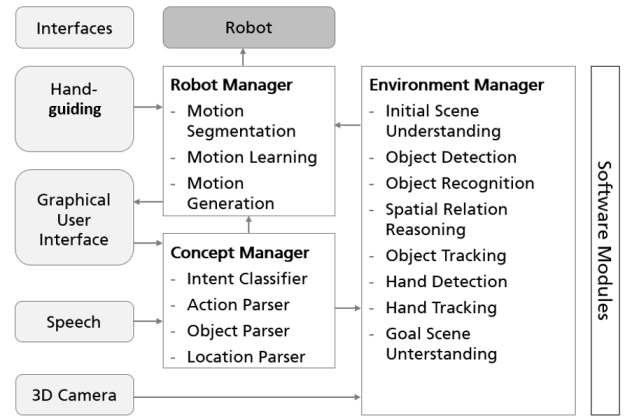 Interfaces
Robot
Hand-
guiding
Robot Manager
- Motion
Segmentation
- Motion Learning
- Motion
Generation
Environment Manager
- Initial Scene
Understanding
- Object Detection
- Object Recognition
- Spatial Relation
Reasoning
- Object Tracking
- Hand Detection
- Hand Tracking
- Goal Scene
Unterstanding
Software Modules
Graphical
User
Interface
Concept Manager
- Intent Classifier
- Action Parser
- Object Parser
- Location Parser
Speech
3D Camera